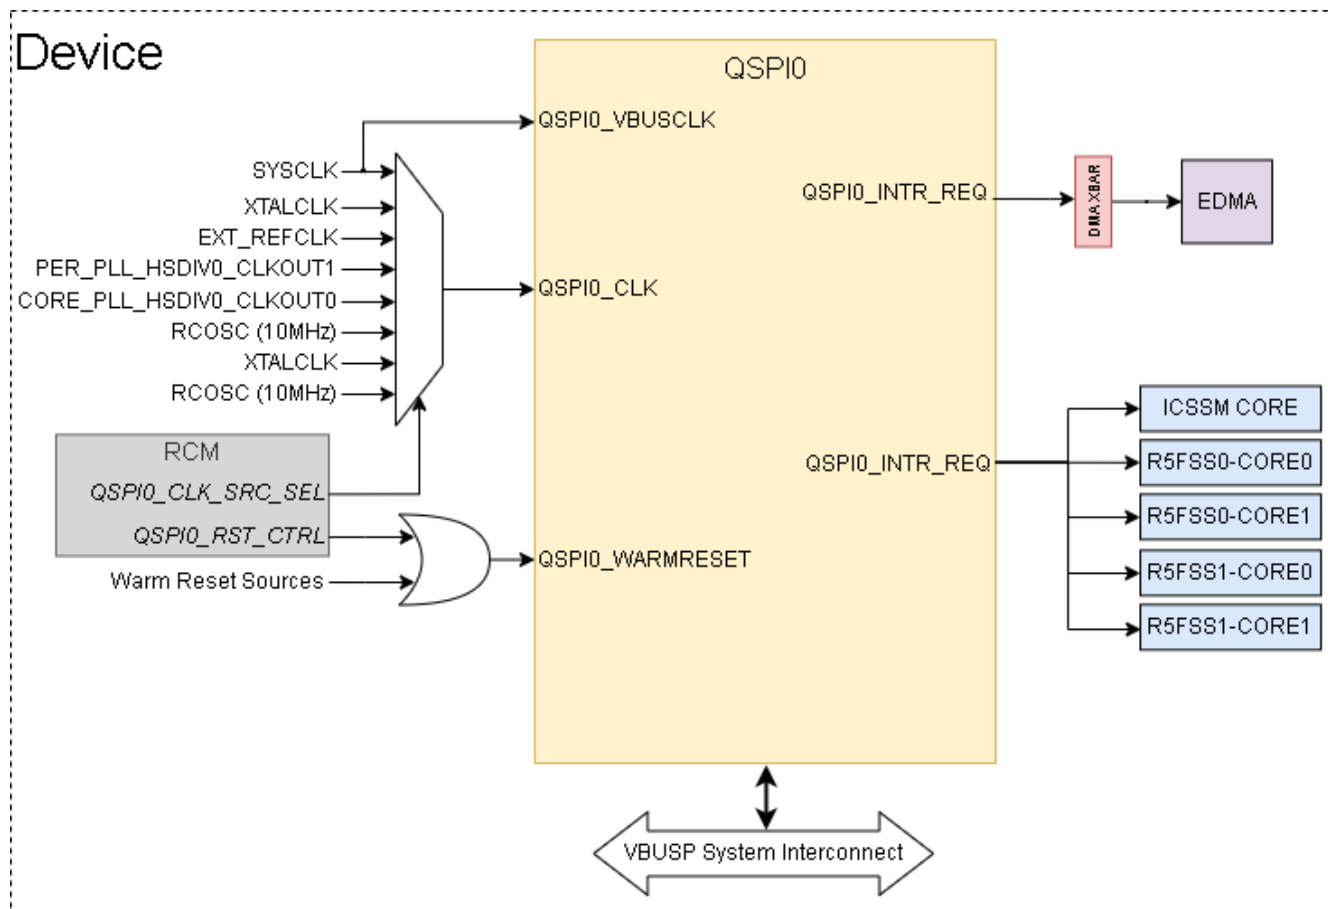 Device
QSPI0
QSPI0_VBUSCLK
SYSCLK
XTALCLK
EXT_REFCLK
PER_PLL_HSDIV0_CLKOUT1
CORE_PLL_HSDIV0_CLKOUT0
RCOSC (10MHz)
XTALCLK
RCOSC (10MHz)
QSPI0_CLK
RCM
QSPI0_CLK_SRC_SEL
QSPI0_RST_CTRL
Warm Reset Sources
QSPI0_WARMRESET
QSPI0_INTR_REQ
DMA XBAR
EDMA
QSPI0_INTR_REQ
ICSSM CORE
R5FSS0-CORE0
R5FSS0-CORE1
R5FSS1-CORE0
R5FSS1-CORE1
VBUSP System Interconnect